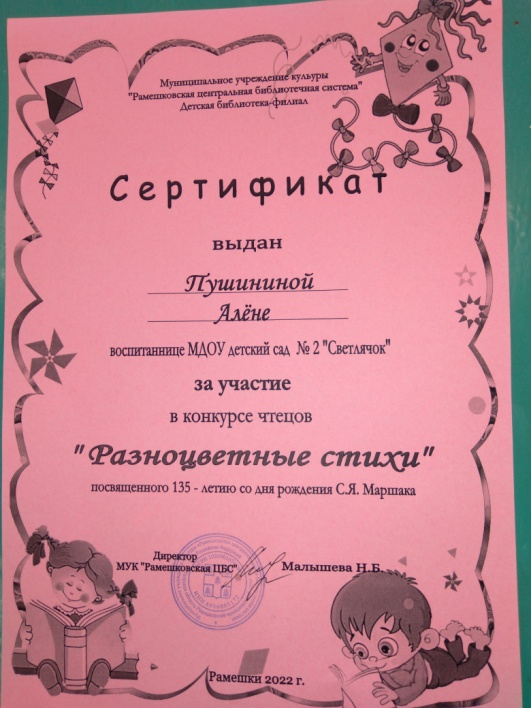 Муниципальное учреждение культуры
"Рамешковская центральная библиотечная система"
Детская библиотека-филиал
Сертификат
выдан
Пушининой
Алёне
воспитаннице МДОУ детский сад № 2 "Светлячок"
за участие
в конкурсе чтецов
"Разноцветные стихи"
посвященного 135 - летию со дня рождения С.Я. Маршака
Директор
МУК "Рамешковская ЦБС" Малышева Н.Б.
Рамешки 2022 г.